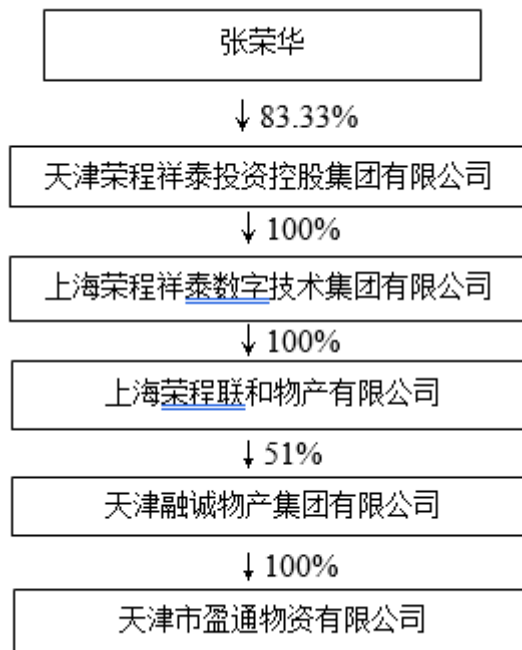 张荣华
↓ 83.33%
天津荣程祥泰投资控股集团有限公司
↓ 100%
上海荣程祥泰数字技术集团有限公司
↓ 100%
上海荣程联和物产有限公司
↓ 51%
天津融诚物产集团有限公司
↓ 100%
天津市盈通物资有限公司